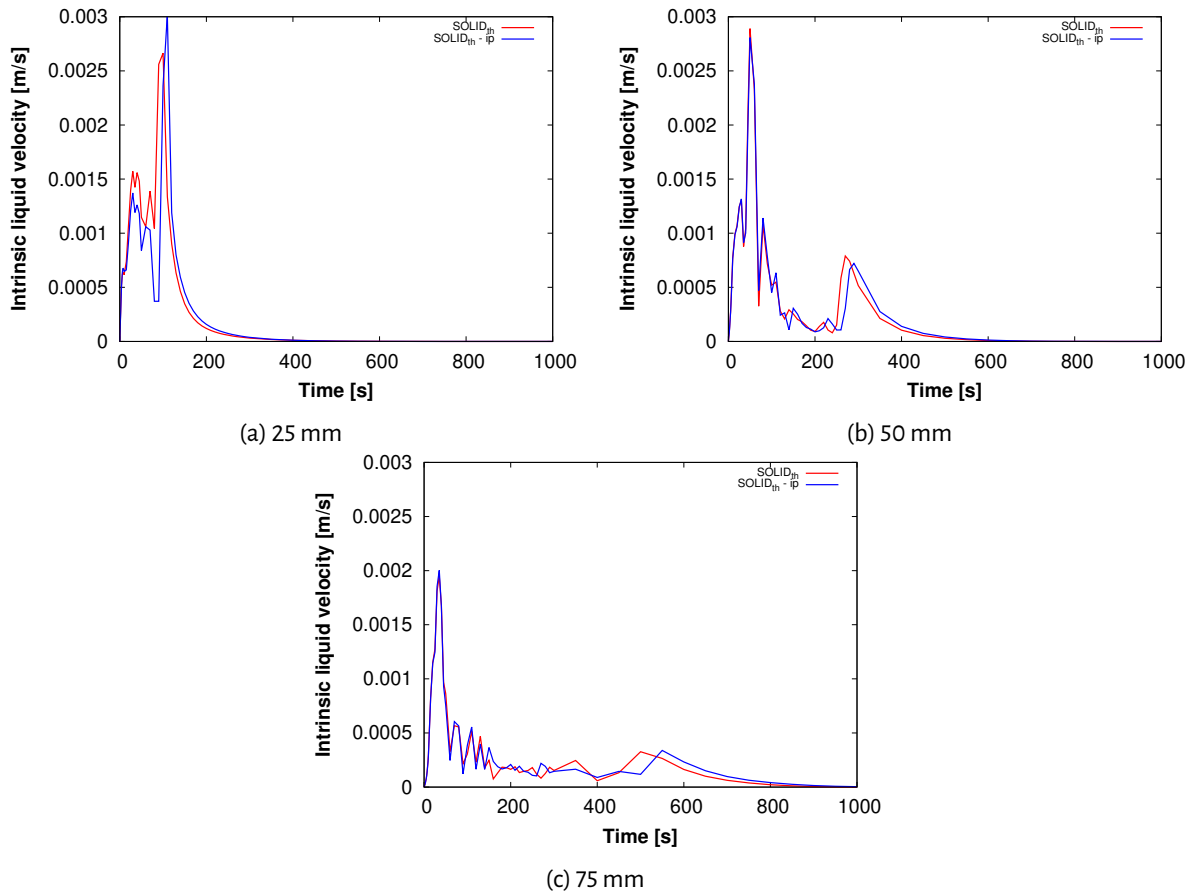 Intrinsic liquid velocity [m/s]
0.003
0.0025
0.002
0.0015
0.001
0.0005
0
SOLIDth
SOLIDth - ip
0 200 400 600 800 1000
Time [s]
(a) 25 mm
Intrinsic liquid velocity [m/s]
0.003
0.0025
0.002
0.0015
0.001
0.0005
0
SOLIDth
SOLIDth - ip
0 200 400 600 800 1000
Time [s]
(b) 50 mm
Intrinsic liquid velocity [m/s]
0.003
0.0025
0.002
0.0015
0.001
0.0005
0
SOLIDth
SOLIDth - ip
0 200 400 600 800 1000
Time [s]
(c) 75 mm